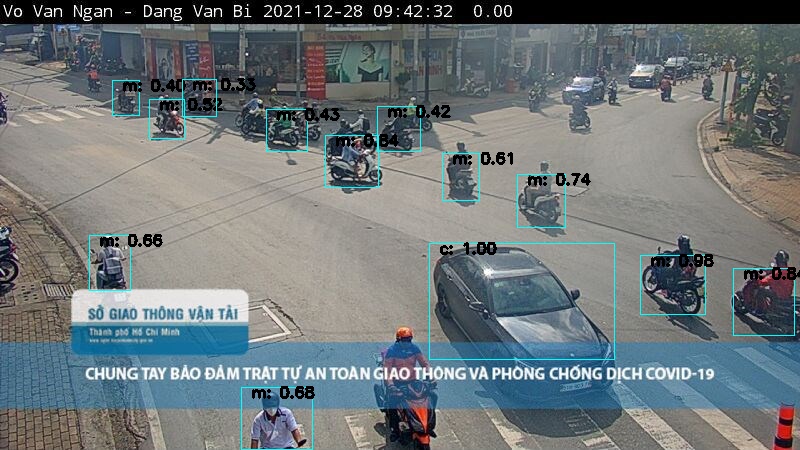 Vo Van Ngan - Dang Van Bi 2021-12-28 09:42:32 0.00
m: 0.40
m: 0.33
m: 0.52
m: 0.43
m: 0.42
m: 0.64
m: 0.61
m: 0.74
m: 0.66
c: 1.00
m: 0.98
m: 0.84
SỞ GIAO THÔNG VẬN TẢI
Thành phố Hồ Chí Minh
CHUNG TAY BẢO ĐẢM TRẬT TỰ AN TOÀN GIAO THÔNG VÀ PHÒNG CHỐNG DỊCH COVID-19
m: 0.68